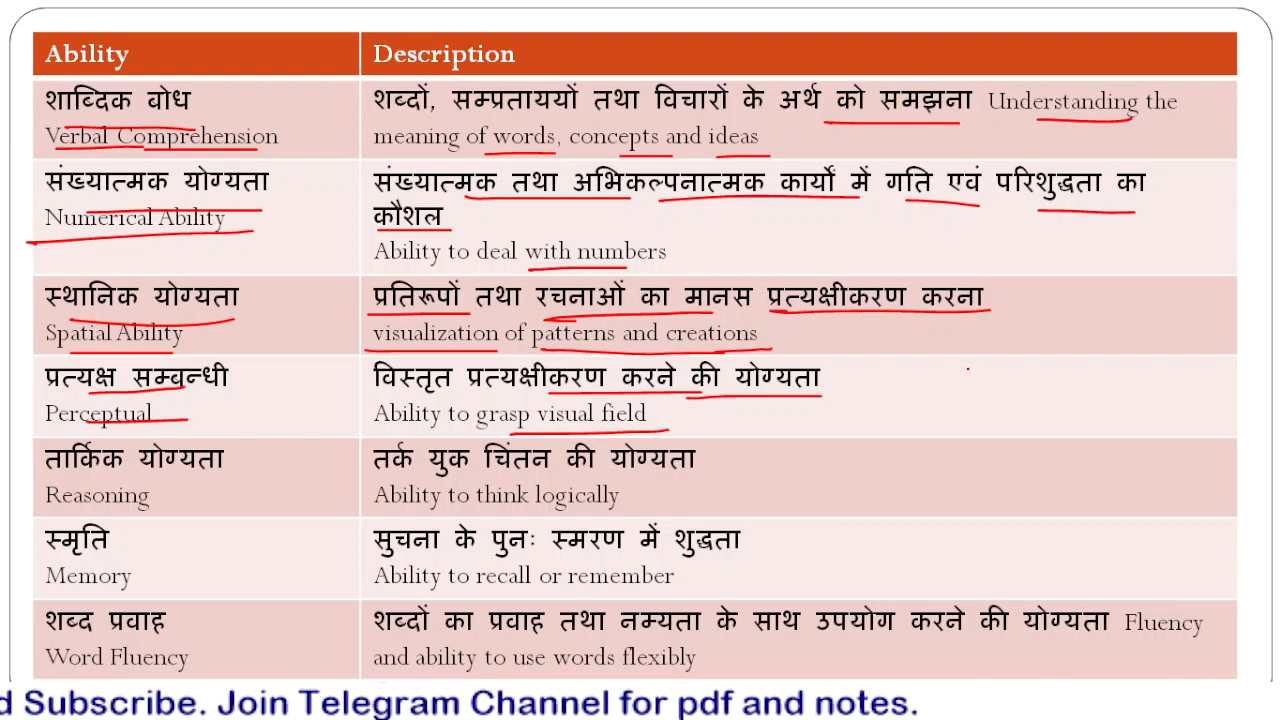 Ability
Description
शाब्दिक बोध
Verbal Comprehension
शब्दों, सम्प्रताययों तथा विचारों के अर्थ को समझना Understanding the
meaning of words, concepts and ideas
संख्यात्मक योग्यता
Numerical Ability
संख्यात्मक तथा अभिकल्पनात्मक कार्यों में गति एवं परिशुद्धता का
कौशल
Ability to deal with numbers
स्थानिक योग्यता
Spatial Ability
प्रतिरूपों तथा रचनाओं का मानस प्रत्यक्षीकरण करना
visualization of patterns and creations
प्रत्यक्ष सम्बन्धी
Perceptual
विस्तृत प्रत्यक्षीकरण करने की योग्यता
Ability to grasp visual field
तार्किक योग्यता
Reasoning
तर्क युक चिंतन की योग्यता
Ability to think logically
स्मृति
Memory
सुचना के पुनः स्मरण में शुद्धता
Ability to recall or remember
शब्द प्रवाह
Word Fluency
शब्दों का प्रवाह तथा नम्यता के साथ उपयोग करने की योग्यता Fluency
and ability to use words flexibly
d Subscribe. Join Telegram Channel for pdf and notes.